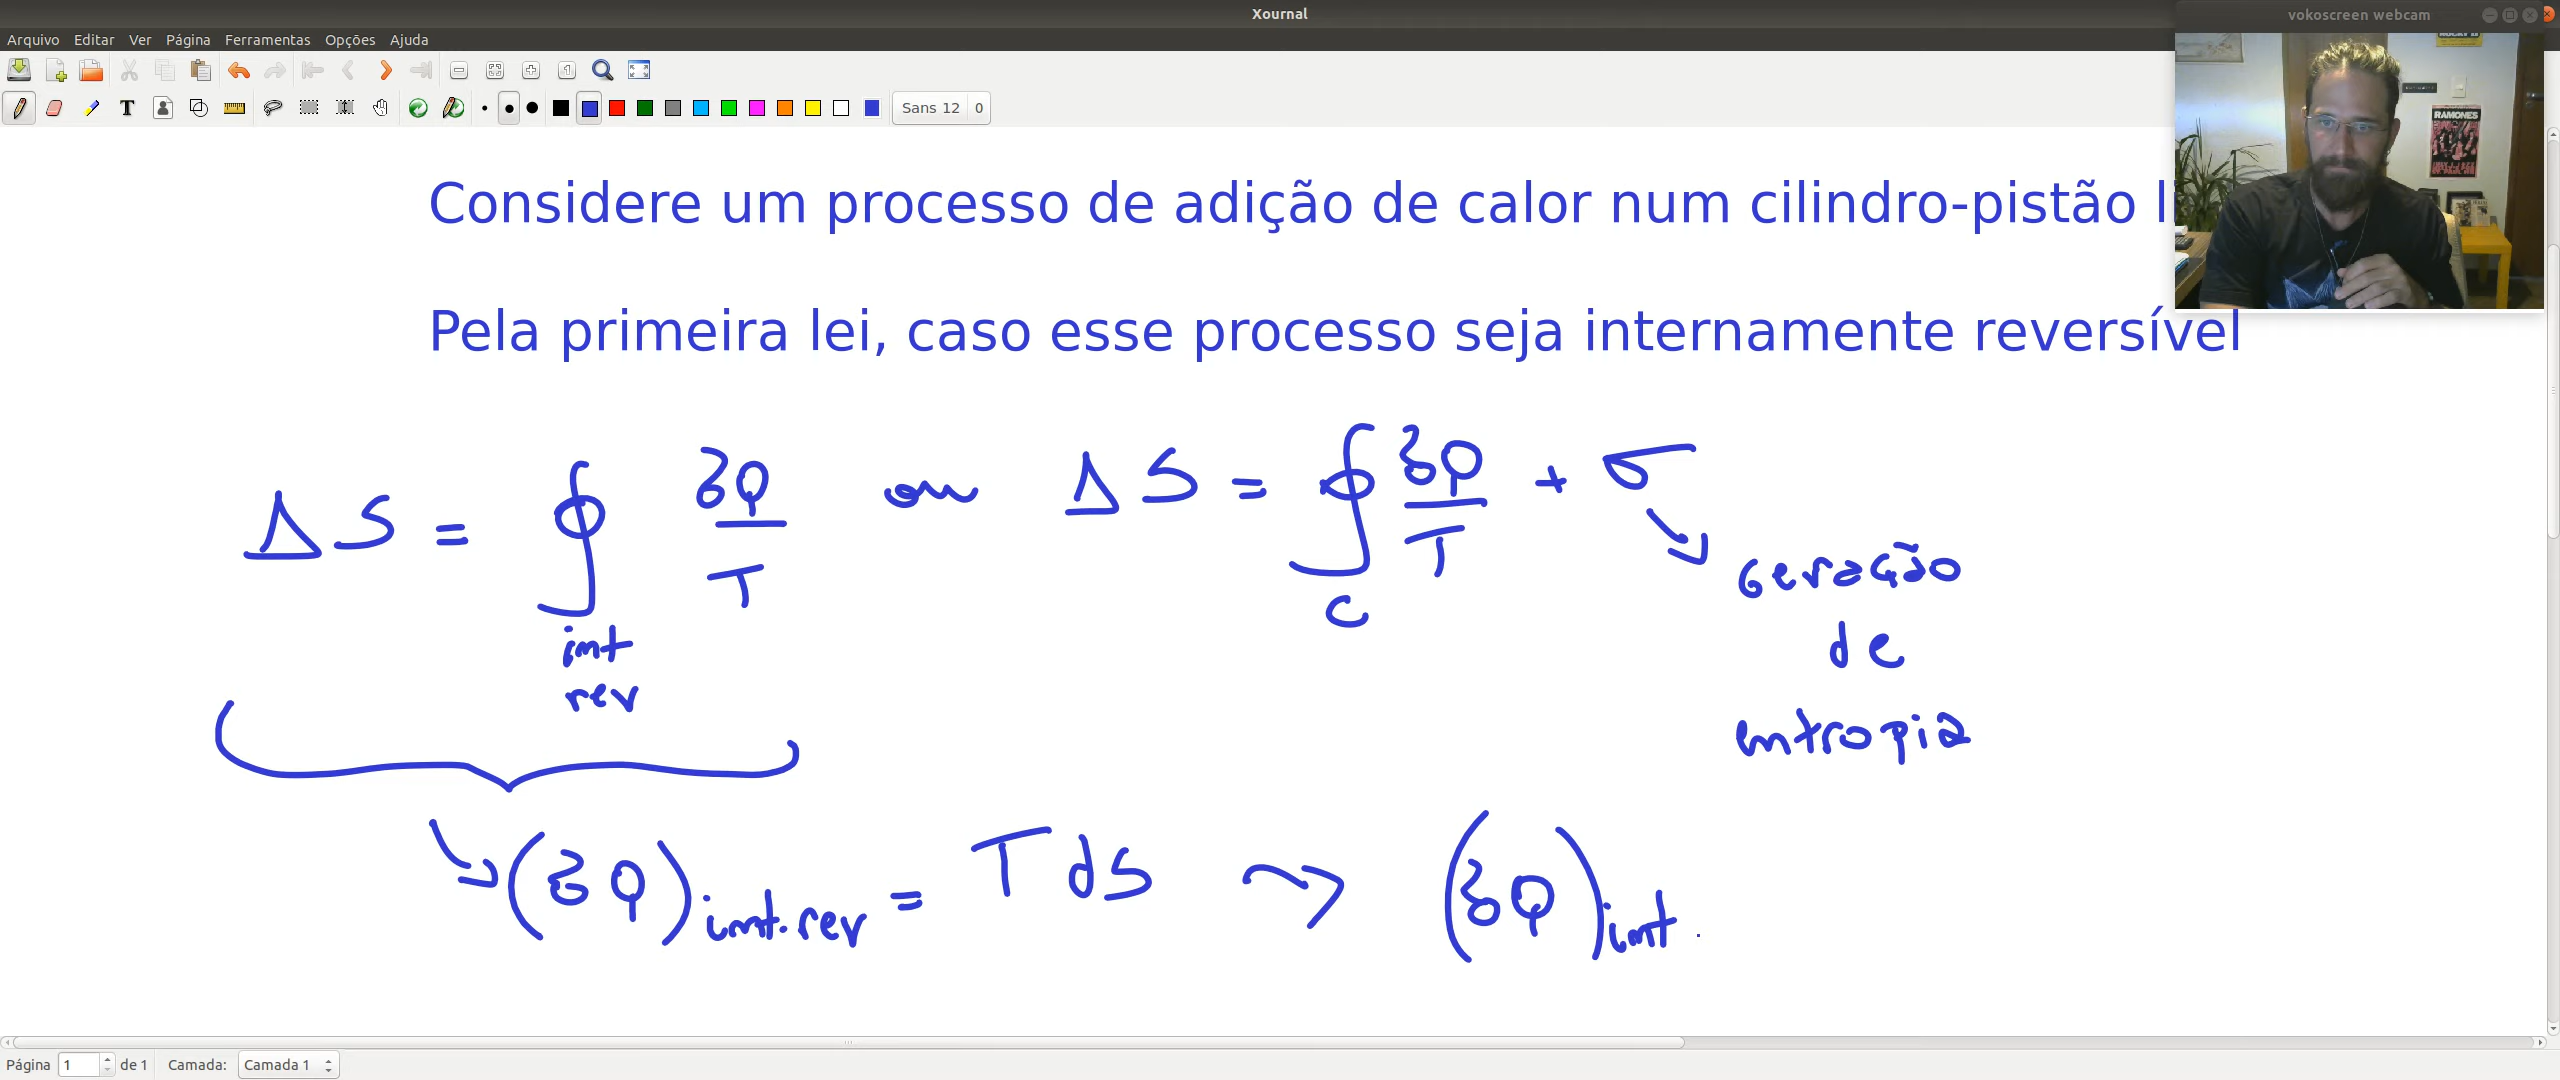 Xournal
vokoscreen webcam
Arquivo Editar Ver Página Ferramentas Opções Ajuda
T
Sans 12 0
RAMONES
Considere um processo de adição de calor num cilindro-pistão
Pela primeira lei, caso esse processo seja internamente reversível
ΔS = ∮ int rev δQ/T ou ΔS = ∮ C δQ/T + σ
Geração
de
entropia
(δQ) int. rev = T dS ⇝ (δQ) int.
Página 1 de 1 Camada: Camada 1